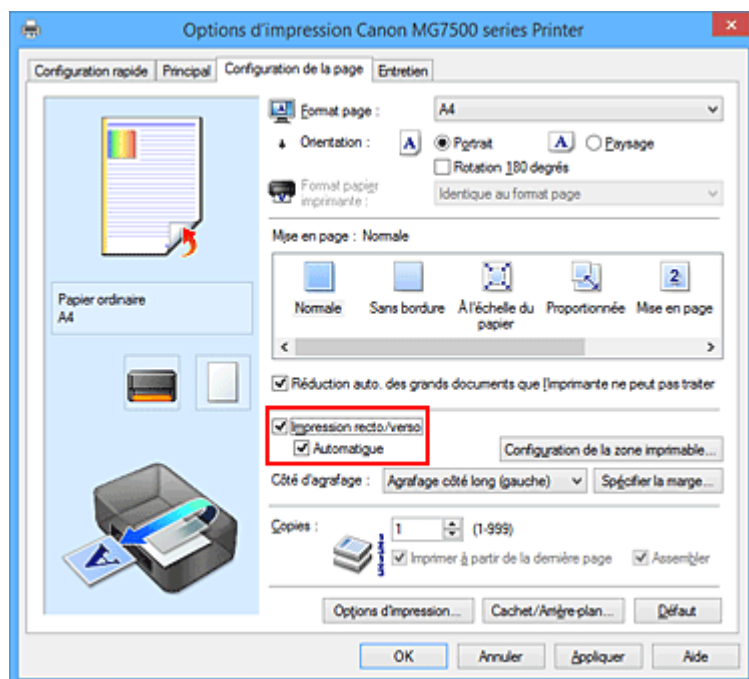 Options d'impression Canon MG7500 series Printer
Configuration rapide Principal Configuration de la page Entretien
Format page : A4
Orientation : A Portrait A Paysage
Rotation 180 degrés
Format papier imprimante : Identique au format page
Mise en page : Normale
Normale Sans bordure À l'échelle du papier Proportionnée 2 Mise en page
Papier ordinaire
A4
Réduction auto. des grands documents que l'imprimante ne peut pas traiter
Impression recto/verso
Automatique
Configuration de la zone imprimable...
Côté d'agrafage : Agrafage côté long (gauche) Spécifier la marge...
Copies : 1 (1-999)
Imprimer à partir de la dernière page Assembler
Options d'impression... Cachet/Arrière-plan... Défaut
OK Annuler Appliquer Aide